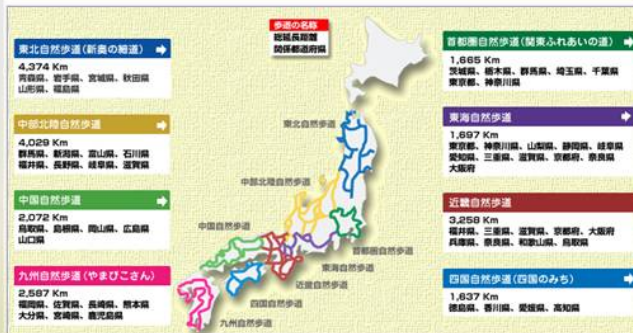 歩道の名称
総延長距離
関係都道府県
東北自然歩道(新奥の細道)
4,374 Km
青森県、岩手県、宮城県、秋田県
山形県、福島県
中部北陸自然歩道
4,029 Km
群馬県、新潟県、富山県、石川県
福井県、長野県、岐阜県、滋賀県
中国自然歩道
2,072 Km
鳥取県、島根県、岡山県、広島県
山口県
九州自然歩道(やまびこさん)
2,587 Km
福岡県、佐賀県、長崎県、熊本県
大分県、宮崎県、鹿児島県
東北自然歩道
中部北陸自然歩道
中国自然歩道
首都圏自然歩道
東海自然歩道
近畿自然歩道
四国自然歩道
九州自然歩道
首都圏自然歩道(関東ふれあいの道)
1,665 Km
茨城県、栃木県、群馬県、埼玉県、千葉県
東京都、神奈川県
東海自然歩道
1,697 Km
東京都、神奈川県、山梨県、静岡県、岐阜県
愛知県、三重県、滋賀県、京都府、奈良県
大阪府
近畿自然歩道
3,258 Km
福井県、三重県、滋賀県、京都府、大阪府
兵庫県、奈良県、和歌山県、鳥取県
四国自然歩道(四国のみち)
1,637 Km
徳島県、香川県、愛媛県、高知県